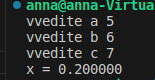 anna@anna-Virtua
vvedite a 5
vvedite b 6
vvedite c 7
x = 0.200000